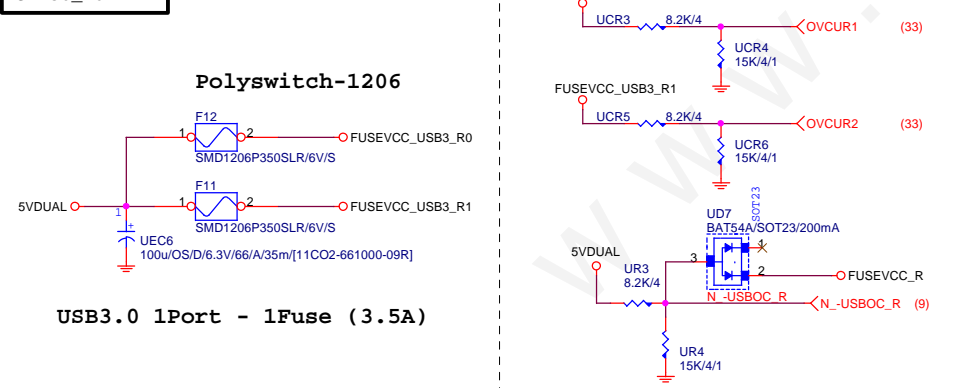 Polyswitch-1206
F12
1
2
FUSEVCC_USB3_R0
SMD1206P350SLR/6V/S
F11
5VDUAL
1
2
FUSEVCC_USB3_R1
SMD1206P350SLR/6V/S
1
+
UEC6
100u/OS/D/6.3V/66/A/35m/[11CO2-661000-09R]
USB3.0 1Port - 1Fuse (3.5A)
UCR3
8.2K/4
OVCUR1
(33)
UCR4
15K/4/1
FUSEVCC_USB3_R1
UCR5
8.2K/4
OVCUR2
(33)
UCR6
15K/4/1
SOT23
UD7
BAT54A/SOT23/200mA
5VDUAL
1
3
2
FUSEVCC_R
UR3
8.2K/4
N_-USBOC_R
N_-USBOC_R
(9)
UR4
15K/4/1
w w w .